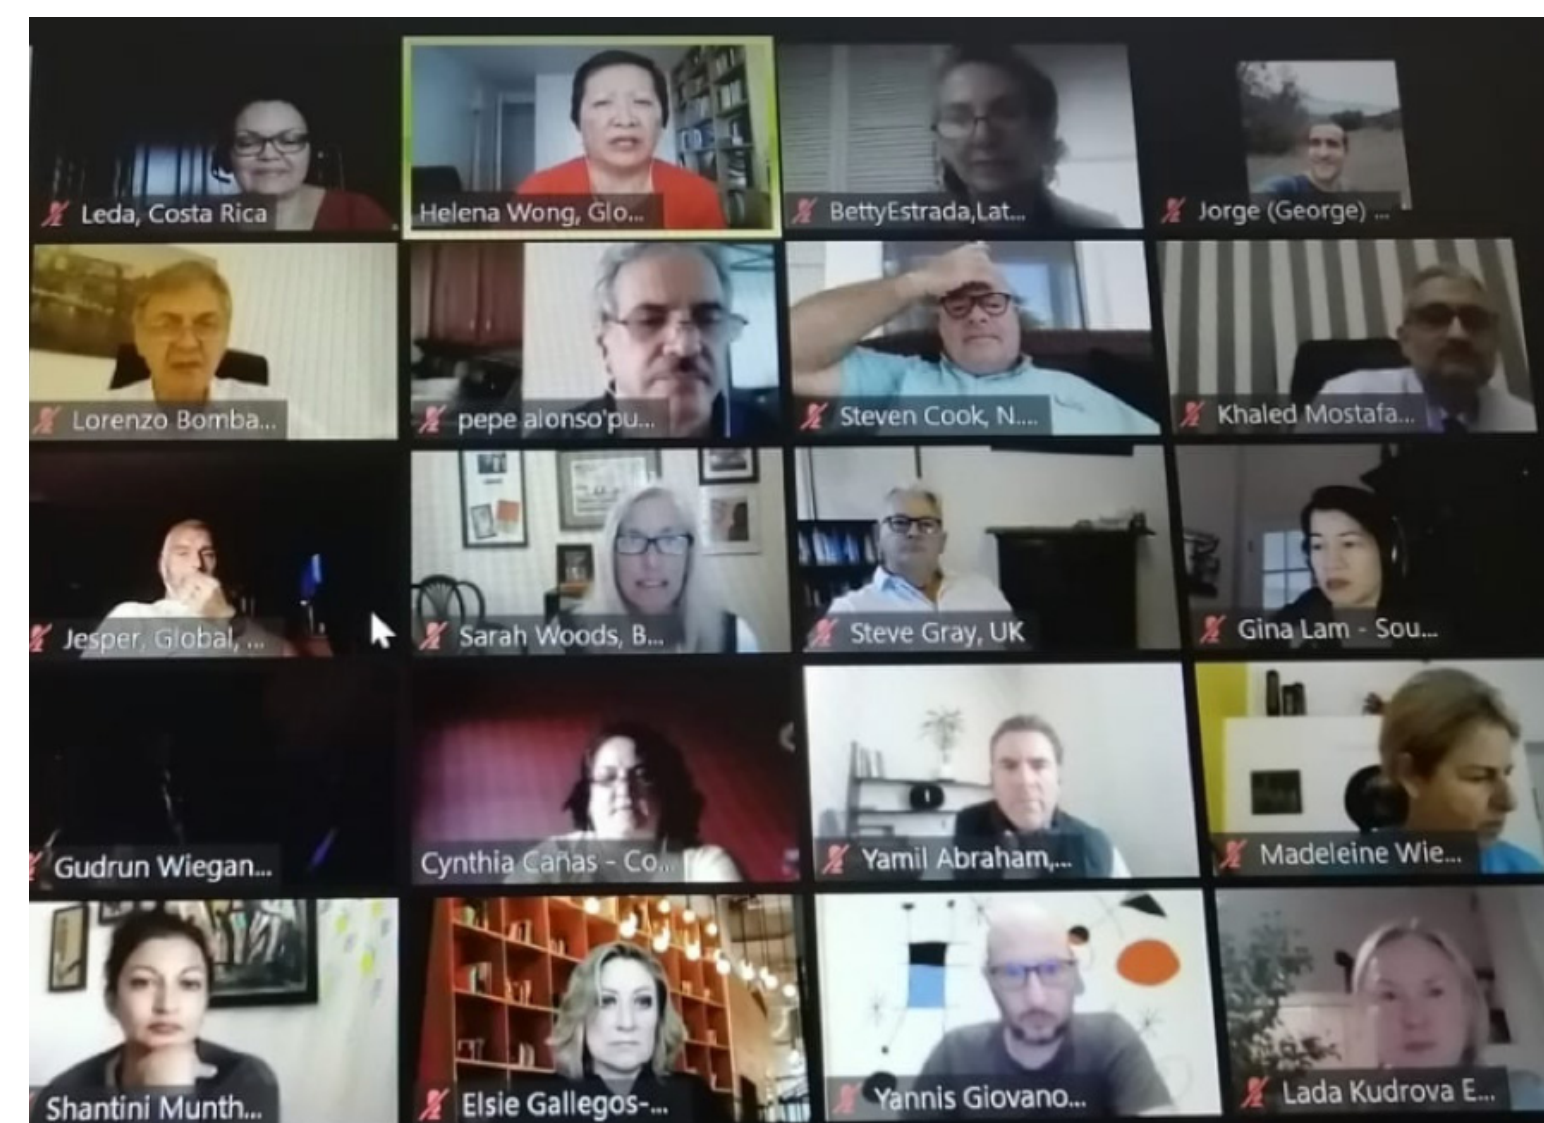 Leda, Costa Rica
Helena Wong, Glo...
BettyEstrada,Lat...
Jorge (George) ...
Lorenzo Bomba...
pepe alonso'pu...
Steven Cook, N....
Khaled Mostafa...
Jesper, Global, ...
Sarah Woods, B...
Steve Gray, UK
Gina Lam - Sou...
Gudrun Wiegan...
Cynthia Cañas - Co...
Yamil Abraham,...
Madeleine Wie...
Shantini Munth...
Elsie Gallegos-...
Yannis Giovano...
Lada Kudrova E...